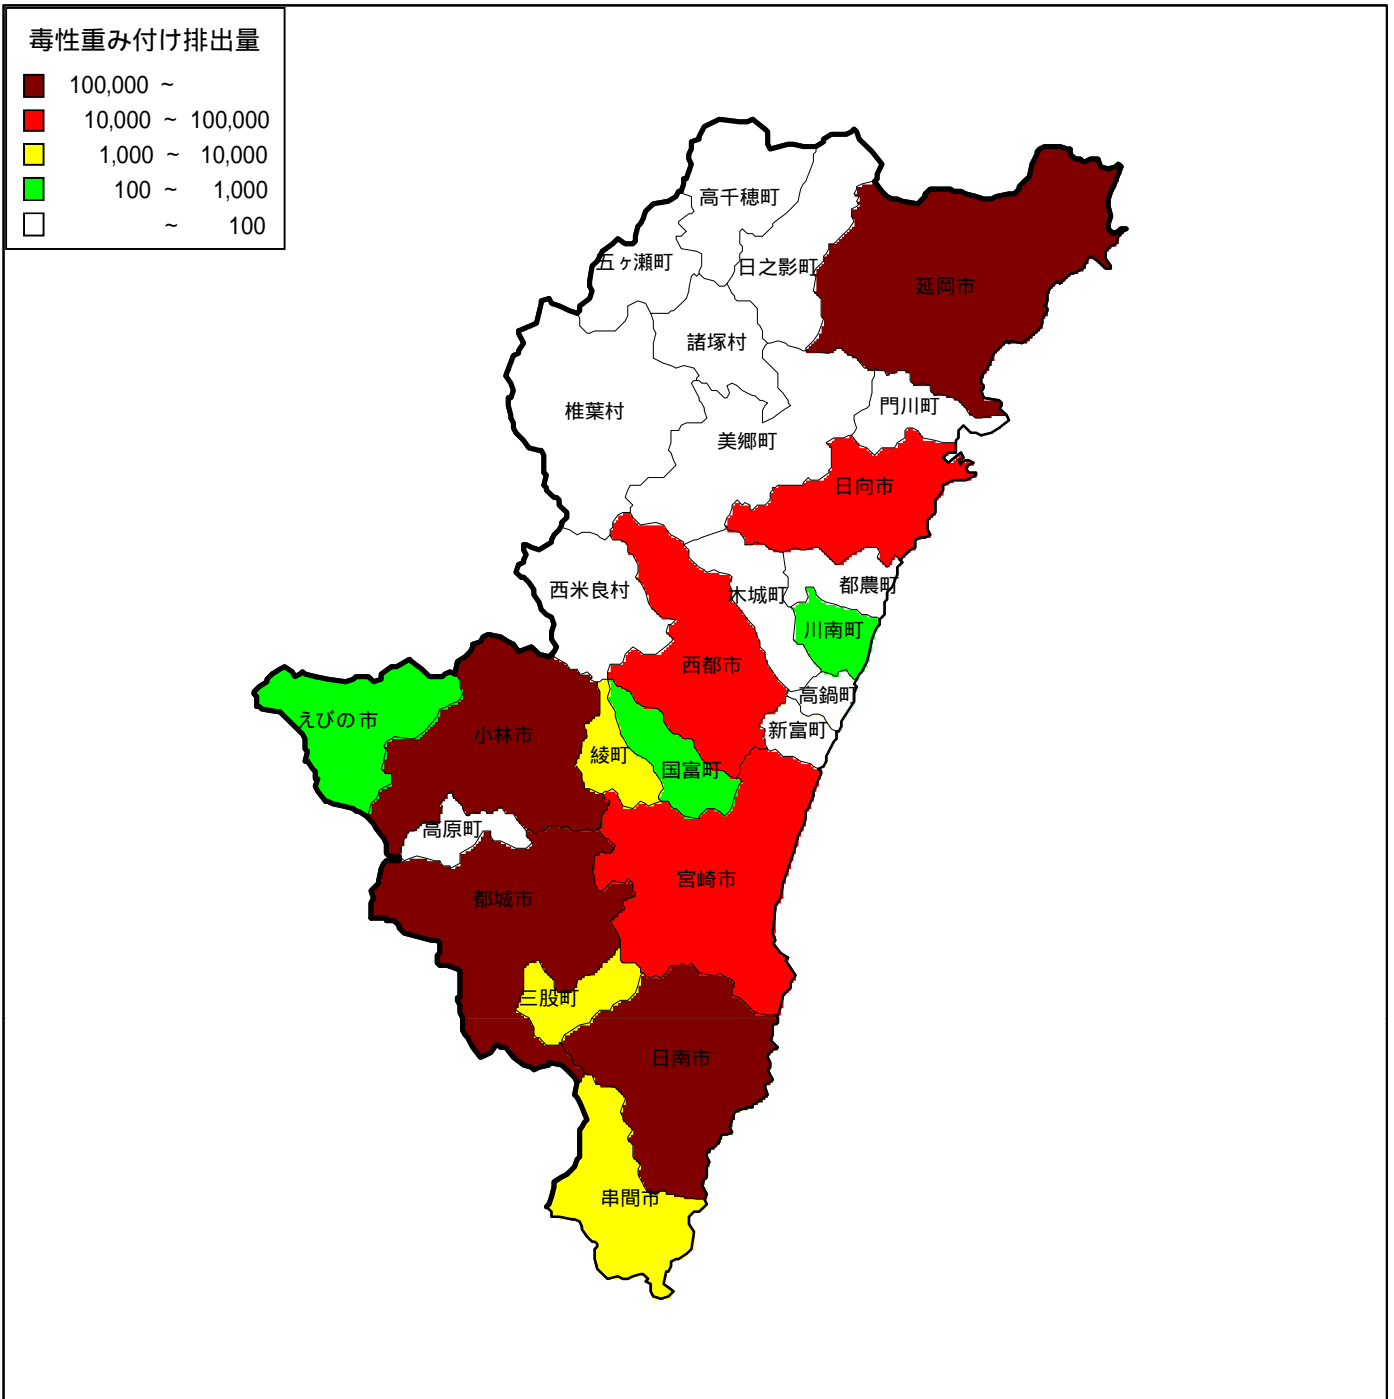 毒性重み付け排出量
100,000 ~
10,000 ~ 100,000
1,000 ~ 10,000
100 ~ 1,000
~ 100
高千穂町
五ヶ瀬町
日之影町
延岡市
諸塚村
椎葉村
門川町
美郷町
日向市
西米良村
木城町
都農町
川南町
西都市
高鍋町
えびの市
新富町
小林市
綾町
国富町
高原町
宮崎市
都城市
三股町
日南市
串間市